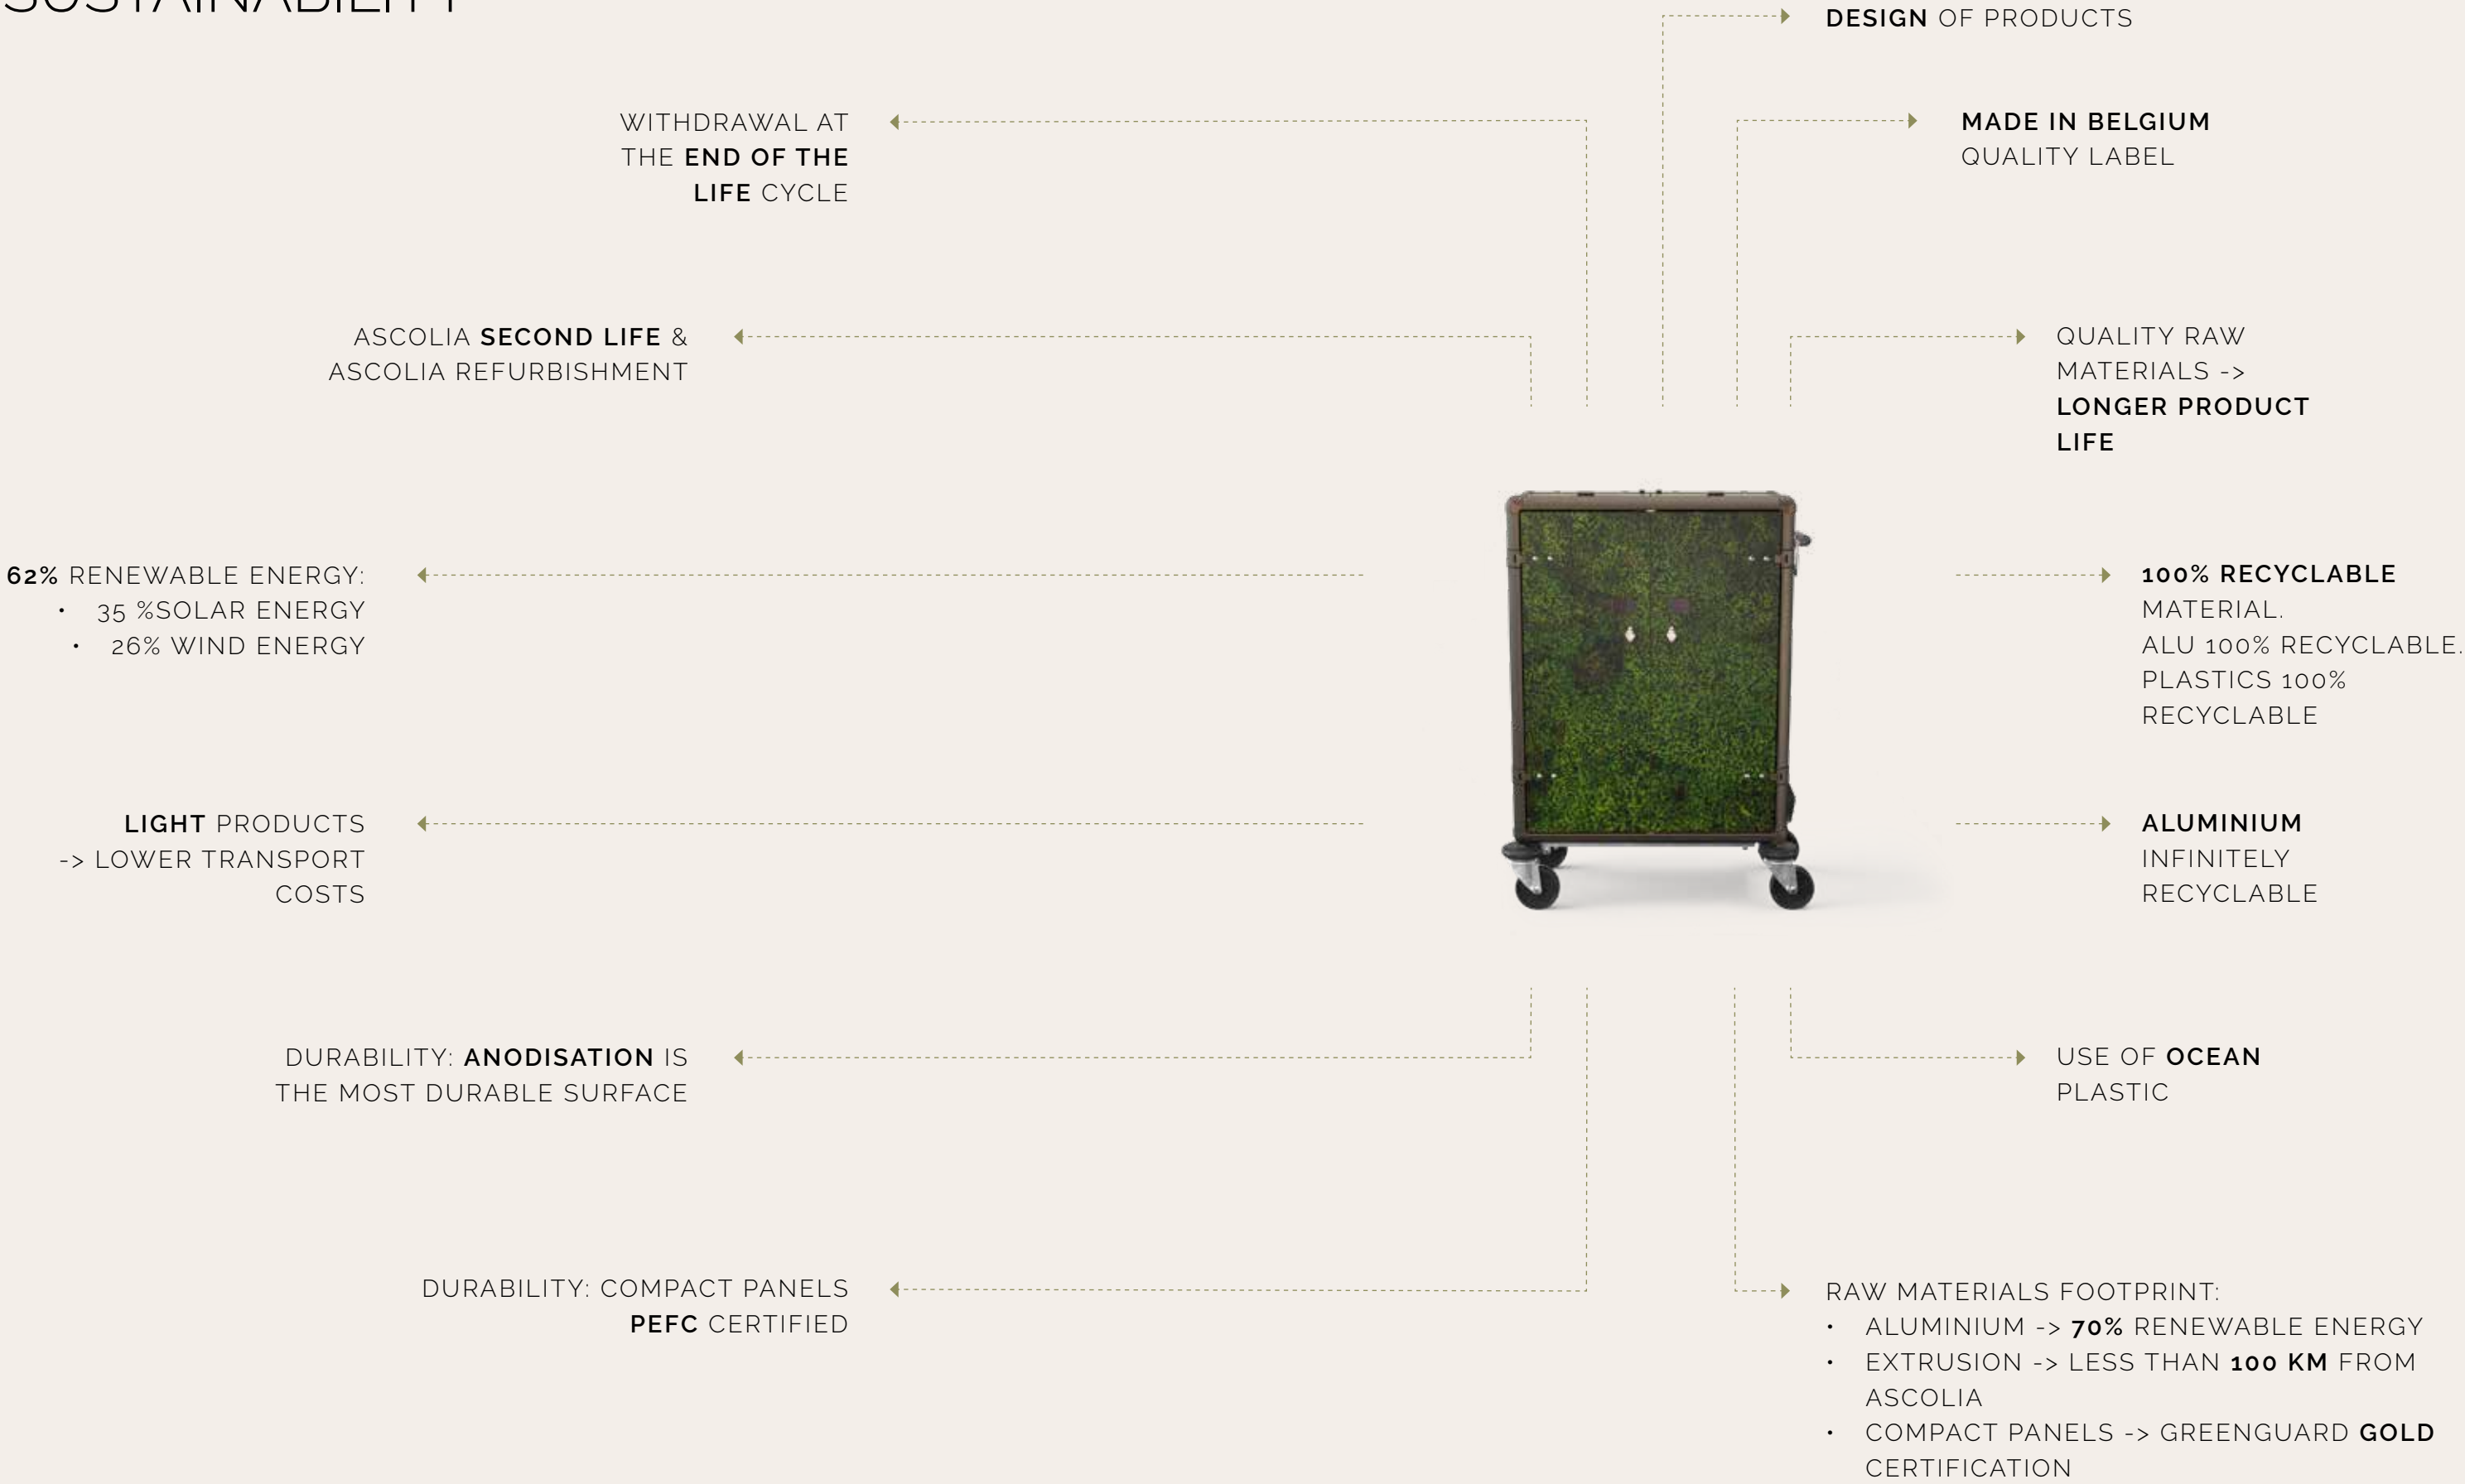 SUSTAINABILITY
DESIGN OF PRODUCTS
WITHDRAWAL AT
THE END OF THE
LIFE CYCLE
MADE IN BELGIUM
QUALITY LABEL
ASCOLIA SECOND LIFE &
ASCOLIA REFURBISHMENT
QUALITY RAW
MATERIALS ->
LONGER PRODUCT
LIFE
62% RENEWABLE ENERGY:
• 35 %SOLAR ENERGY
• 26% WIND ENERGY
100% RECYCLABLE
MATERIAL.
ALU 100% RECYCLABLE.
PLASTICS 100%
RECYCLABLE
LIGHT PRODUCTS
-> LOWER TRANSPORT
COSTS
ALUMINIUM
INFINITELY
RECYCLABLE
DURABILITY: ANODISATION IS
THE MOST DURABLE SURFACE
USE OF OCEAN
PLASTIC
DURABILITY: COMPACT PANELS
PEFC CERTIFIED
RAW MATERIALS FOOTPRINT:
• ALUMINIUM -> 70% RENEWABLE ENERGY
• EXTRUSION -> LESS THAN 100 KM FROM
ASCOLIA
• COMPACT PANELS -> GREENGUARD GOLD
CERTIFICATION